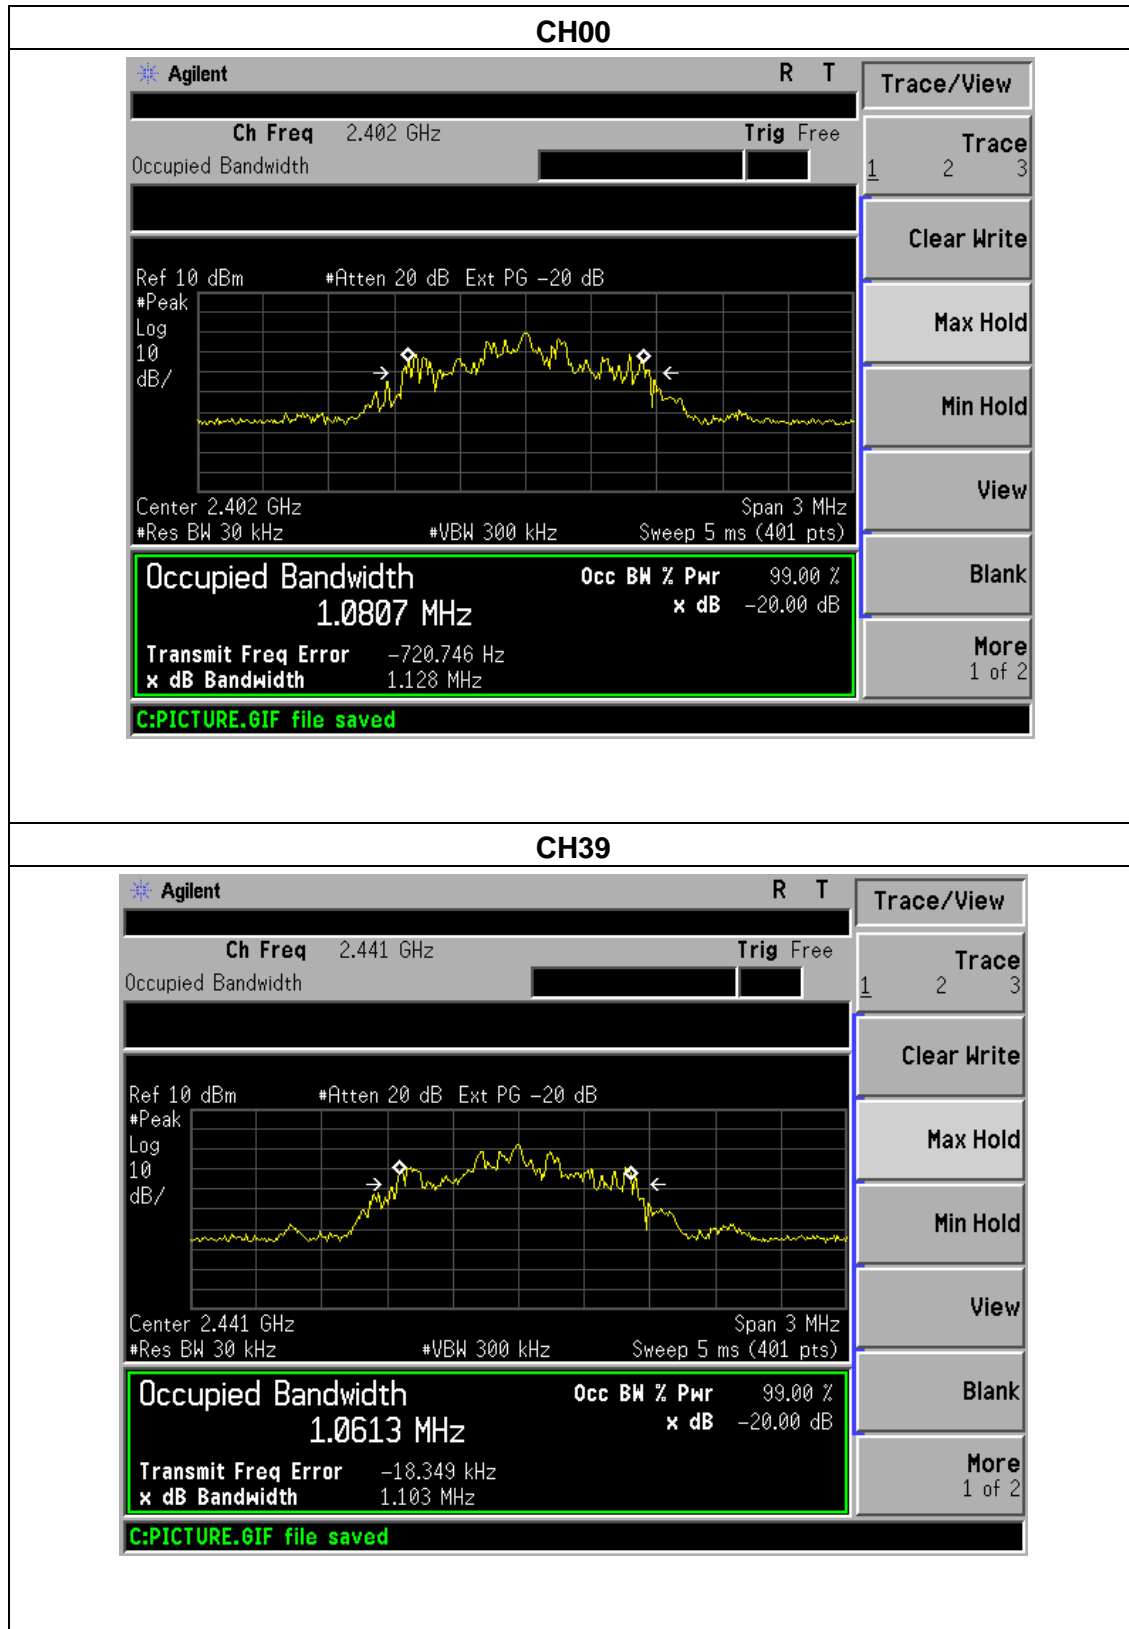 CH00
Agilent R T
Trace/View
Ch Freq 2.402 GHz Trig Free
Occupied Bandwidth
Trace
1 2 3
Clear Write
Ref 10 dBm #Atten 20 dB Ext PG -20 dB
#Peak
Log
10
dB/
Max Hold
Min Hold
View
Center 2.402 GHz Span 3 MHz
#Res BW 30 kHz #VBW 300 kHz Sweep 5 ms (401 pts)
Occupied Bandwidth Occ BW % Pwr 99.00 %
1.0807 MHz x dB -20.00 dB
Blank
Transmit Freq Error -720.746 Hz
x dB Bandwidth 1.128 MHz
More
1 of 2
C:PICTURE.GIF file saved
CH39
Agilent R T
Trace/View
Ch Freq 2.441 GHz Trig Free
Occupied Bandwidth
Trace
1 2 3
Clear Write
Ref 10 dBm #Atten 20 dB Ext PG -20 dB
#Peak
Log
10
dB/
Max Hold
Min Hold
View
Center 2.441 GHz Span 3 MHz
#Res BW 30 kHz #VBW 300 kHz Sweep 5 ms (401 pts)
Occupied Bandwidth Occ BW % Pwr 99.00 %
1.0613 MHz x dB -20.00 dB
Blank
Transmit Freq Error -18.349 kHz
x dB Bandwidth 1.103 MHz
More
1 of 2
C:PICTURE.GIF file saved